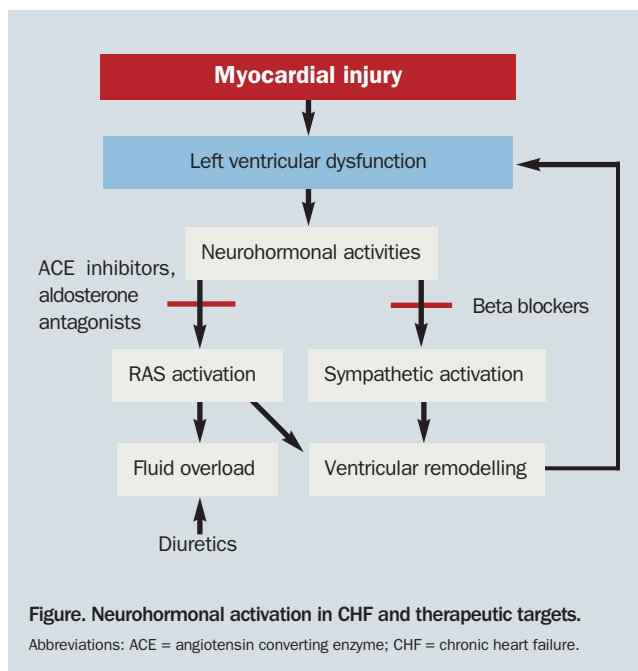 Myocardial injury
Left ventricular dysfunction
Neurohormonal activities
ACE inhibitors,
aldosterone
antagonists
Beta blockers
RAS activation
Sympathetic activation
Fluid overload
Ventricular remodelling
Diuretics
Figure. Neurohormonal activation in CHF and therapeutic targets.
Abbreviations: ACE = angiotensin converting enzyme; CHF = chronic heart failure.